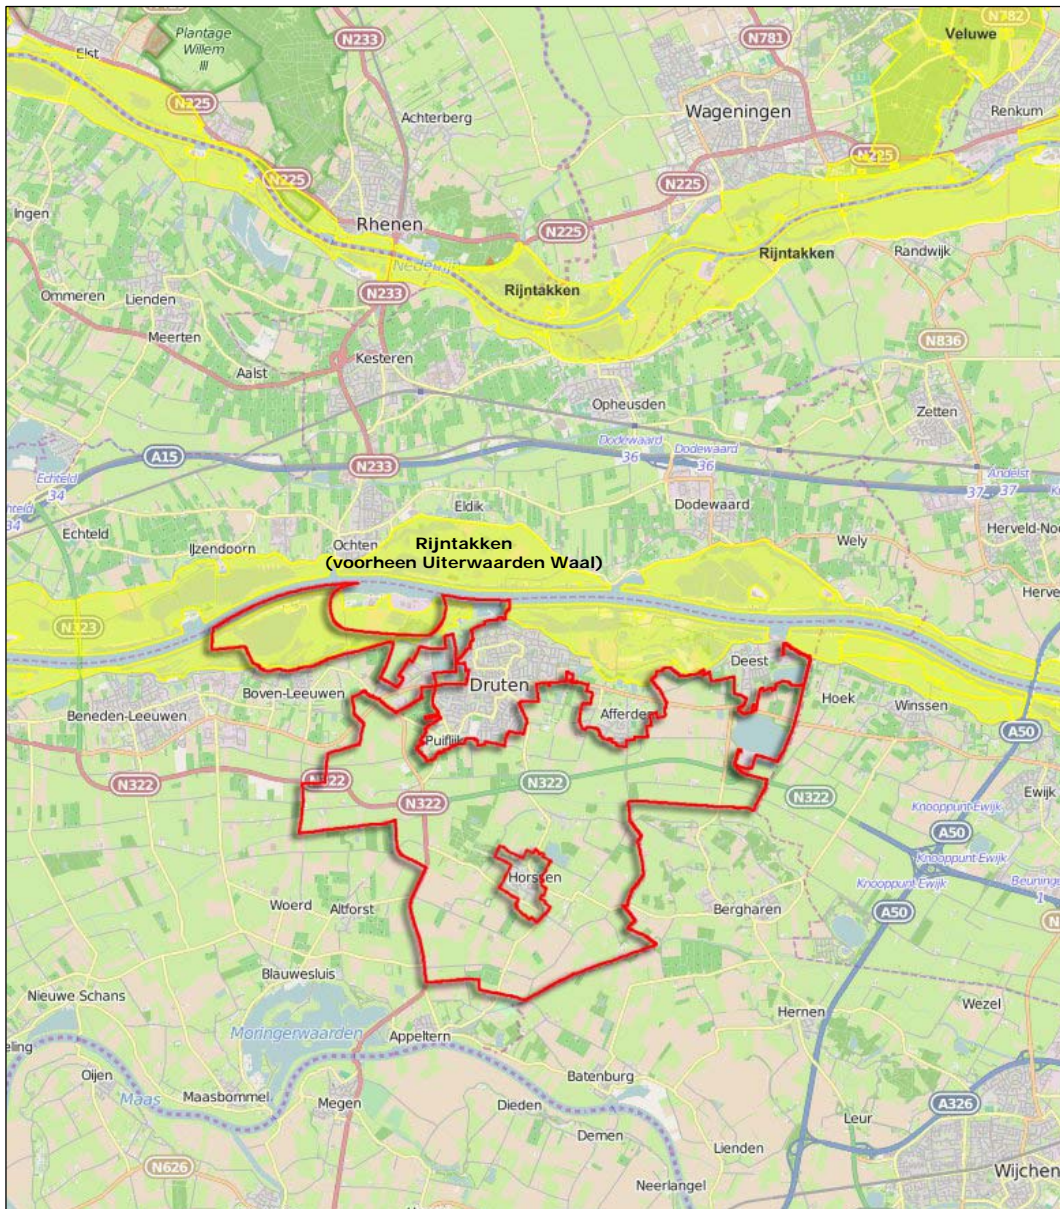 Plantage
Willem
III
Elst
N233
N781
N782
Veluwe
N225
Achterberg
Wageningen
Renkum
N225
N225
N225
Ingen
Rhenen
N225
Randwijk
Rijntakken
Rijntakken
Ommeren
Lienden
N233
Meerten
N836
Aalst
Kesteren
Opheusden
Zetten
A15
N233
Dodewaard
36
Dodewaard
36
Echteld
34
Andelst
37
37
34
Eldik
Dodewaard
Echteld
IJzendoorn
Ochten
Rijntakken
(voorheen Uiterwaarden Waal)
Wely
N323
Deest
Boven-Leeuwen
Druten
Hoek
Winssen
Beneden-Leeuwen
Afferden
Puiflijk
A50
N322
N322
N322
N322
Ewijk
N322
Knooppunt Ewijk
A50
Knooppunt Ewijk
Knooppunt Ewijk
Horssen
Woerd
Altforst
Bergharen
A50
Blauwesluis
Nieuwe Schans
Wezel
Hernen
Moringerwaarden
Appeltern
Oijen
Batenburg
Maas
Maasbommel
Megen
Dieden
A326
Leur
Demen
Lienden
N626
Wijchen
Neerlangel